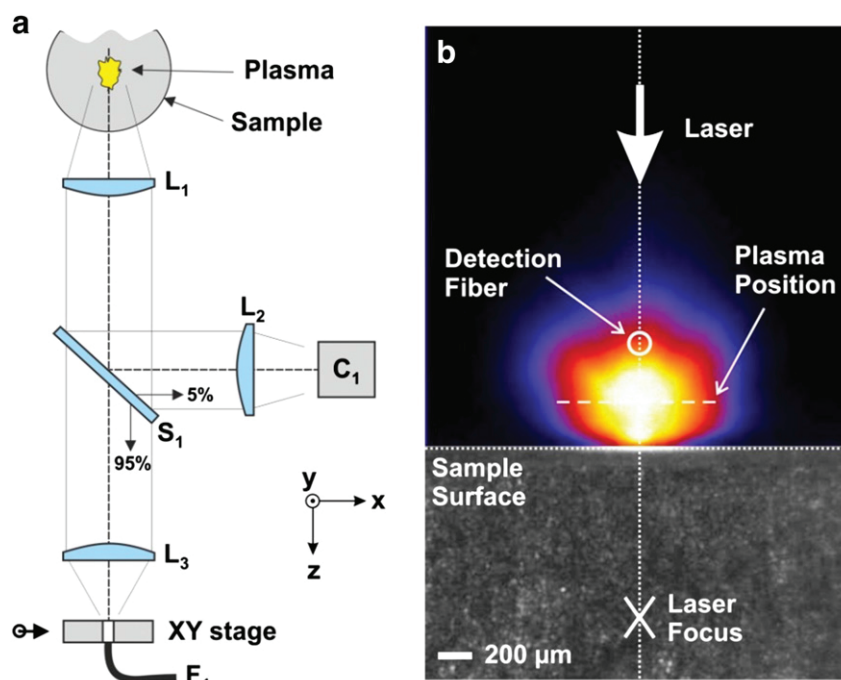 a
Plasma
Sample
L1
L2
C1
5%
S1
95%
y
x
z
L3
XY stage
b
Laser
Detection
Fiber
Plasma
Position
Sample
Surface
Laser
Focus
200 µm